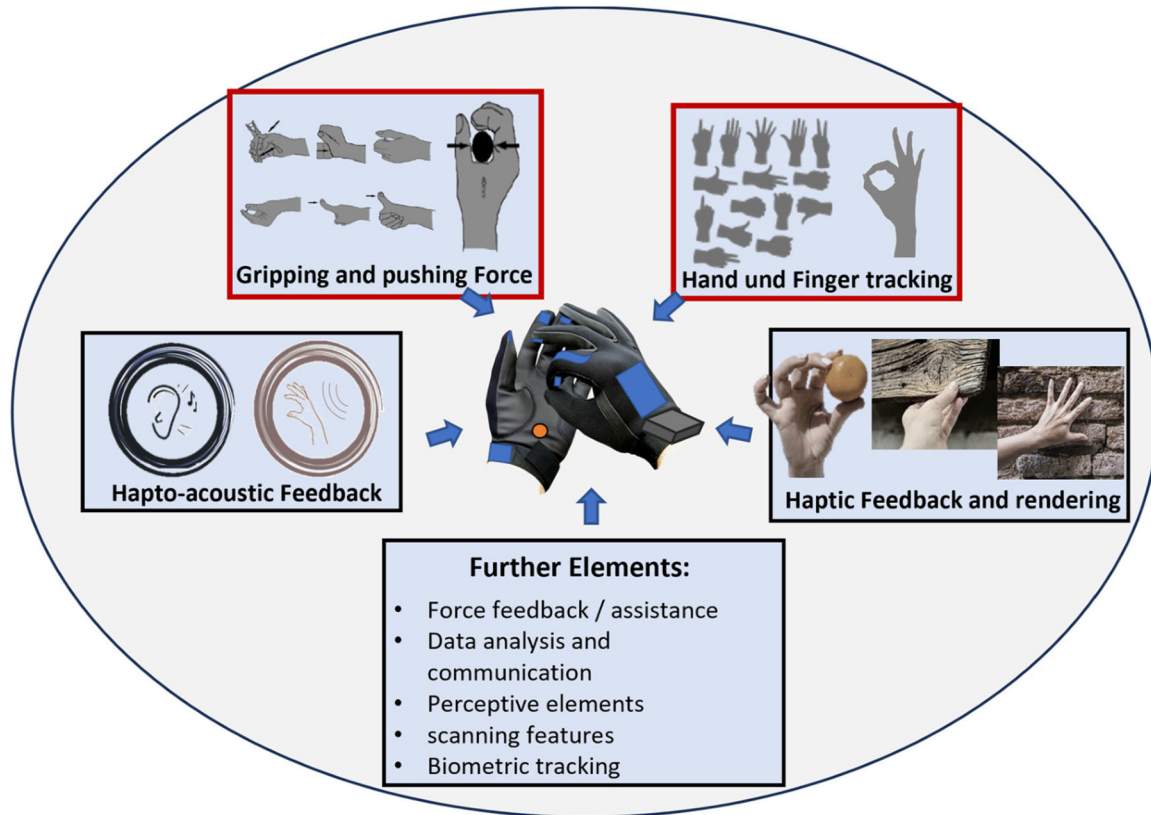 Gripping and pushing Force
Hand und Finger tracking
Hapto-acoustic Feedback
Haptic Feedback and rendering
Further Elements:
• Force feedback / assistance
• Data analysis and
communication
• Perceptive elements
• scanning features
• Biometric tracking